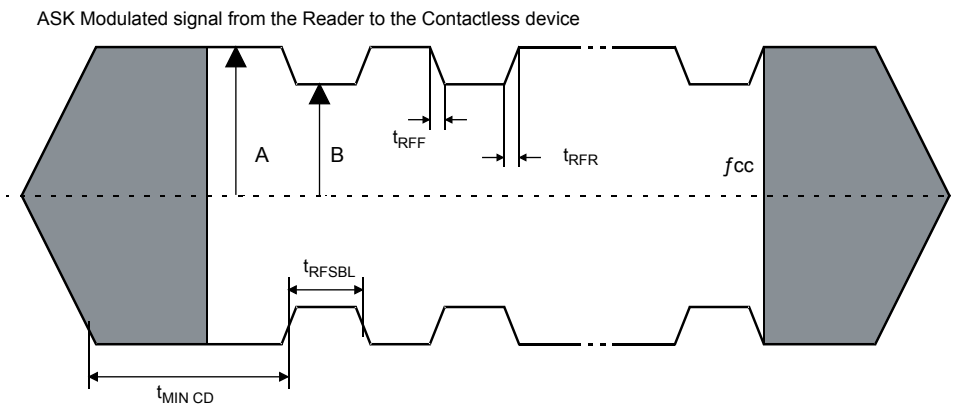 ASK Modulated signal from the Reader to the Contactless device
A
B
tRFF
tRFR
ƒcc
tRFSBL
tMIN CD